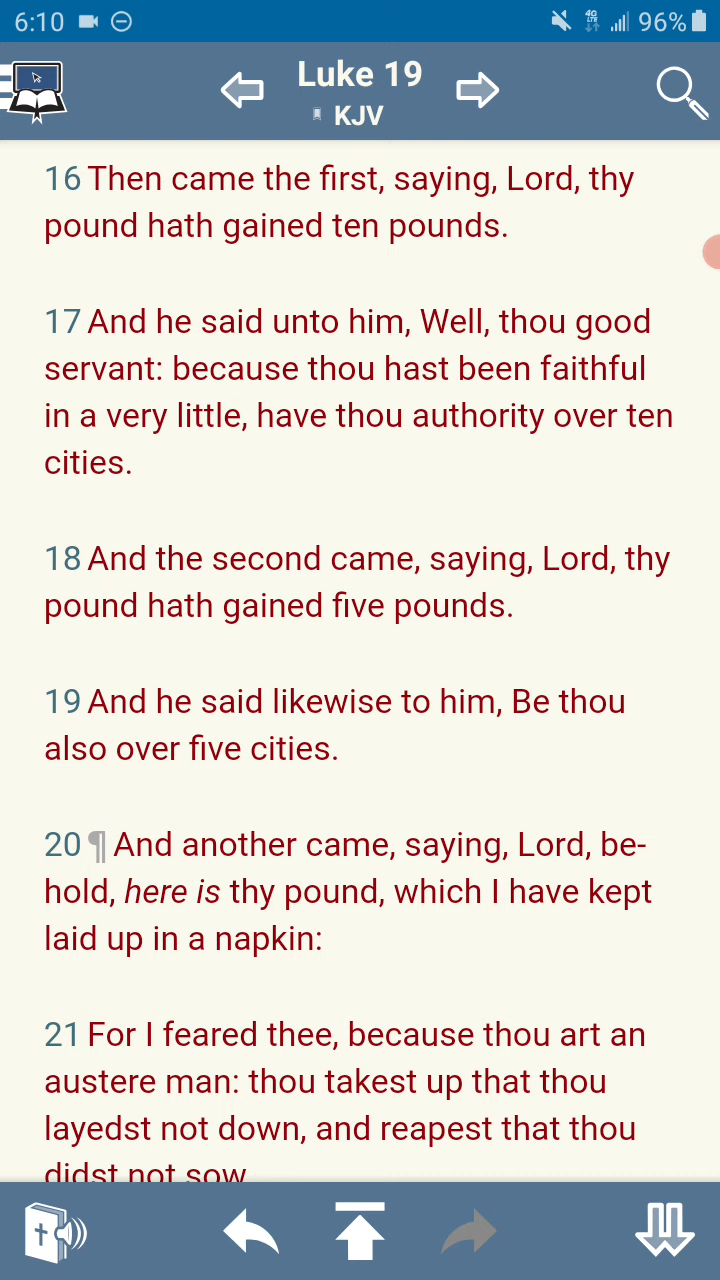 6:10
4G
LTE
96%
Luke 19
KJV
16 Then came the first, saying, Lord, thy
pound hath gained ten pounds.
17 And he said unto him, Well, thou good
servant: because thou hast been faithful
in a very little, have thou authority over ten
cities.
18 And the second came, saying, Lord, thy
pound hath gained five pounds.
19 And he said likewise to him, Be thou
also over five cities.
20 ¶ And another came, saying, Lord, be-
hold, here is thy pound, which I have kept
laid up in a napkin:
21 For I feared thee, because thou art an
austere man: thou takest up that thou
layedst not down, and reapest that thou
didst not sow